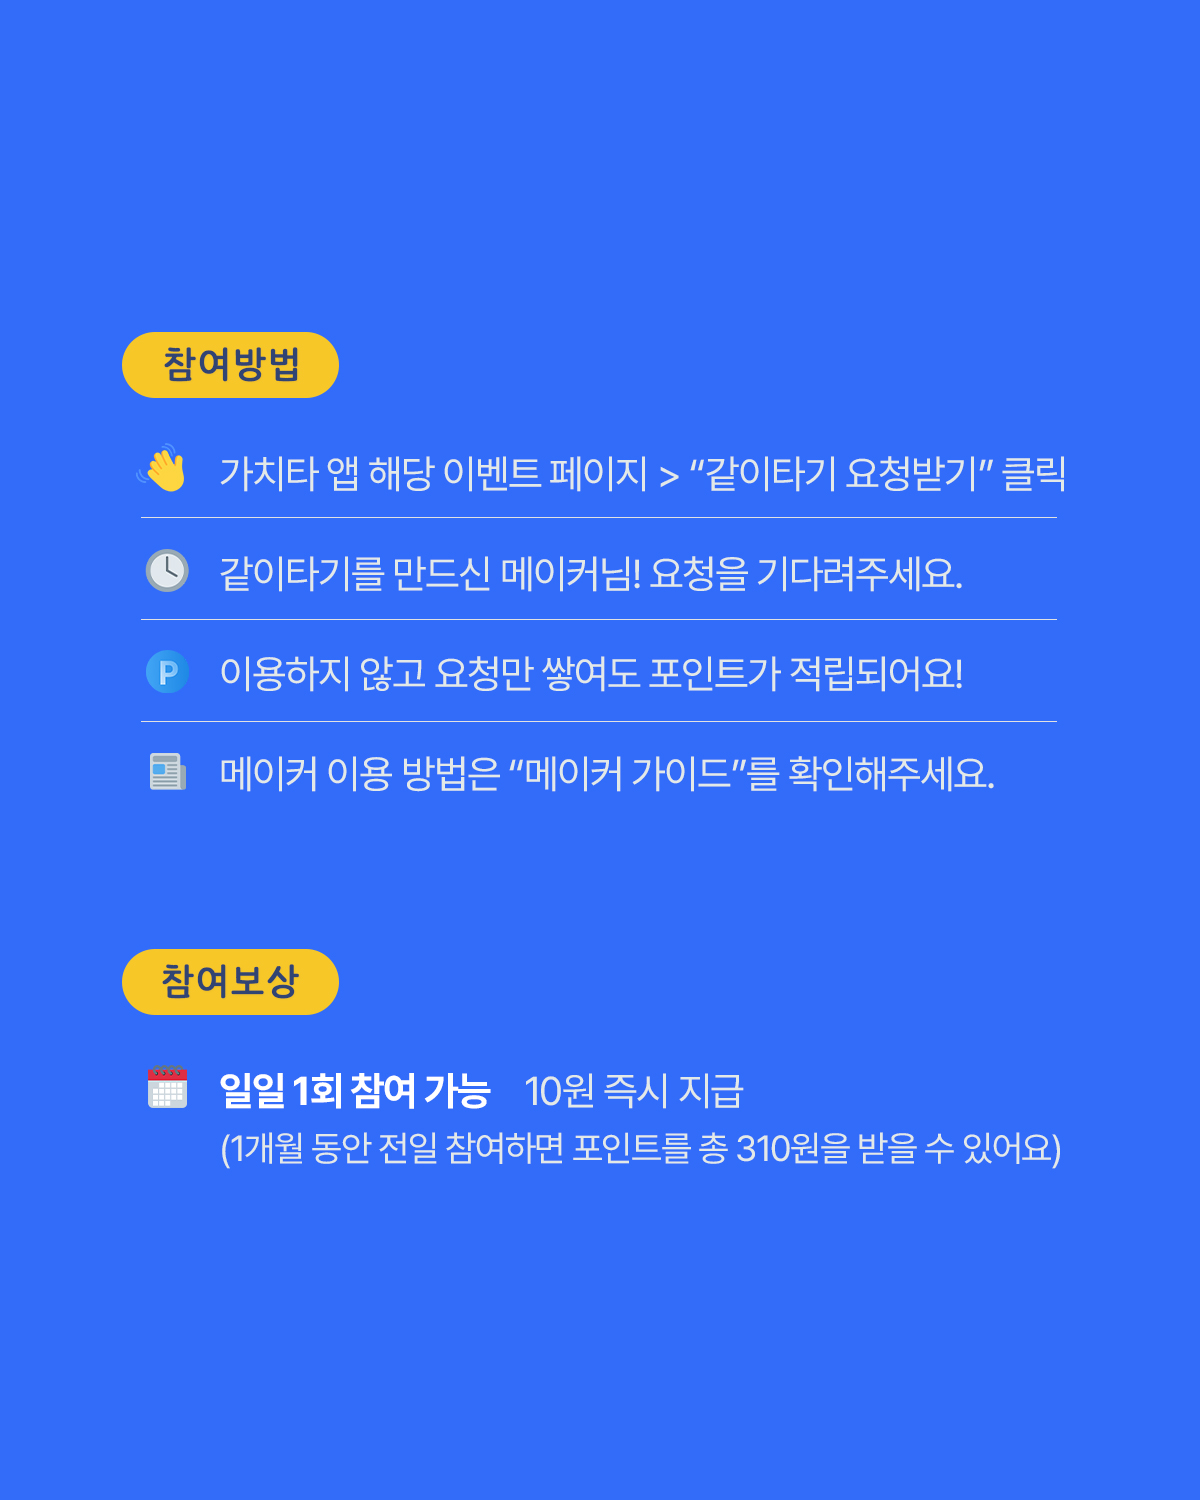 참여방법
가치타 앱 해당 이벤트 페이지 > “같이타기 요청받기” 클릭
같이타기를 만드신 메이커님! 요청을 기다려주세요.
P 이용하지 않고 요청만 쌓여도 포인트가 적립되어요!
메이커 이용 방법은 “메이커 가이드”를 확인해주세요.
참여보상
일일 1회 참여 가능 10원 즉시 지급
(1개월 동안 전일 참여하면 포인트를 총 310원을 받을 수 있어요)